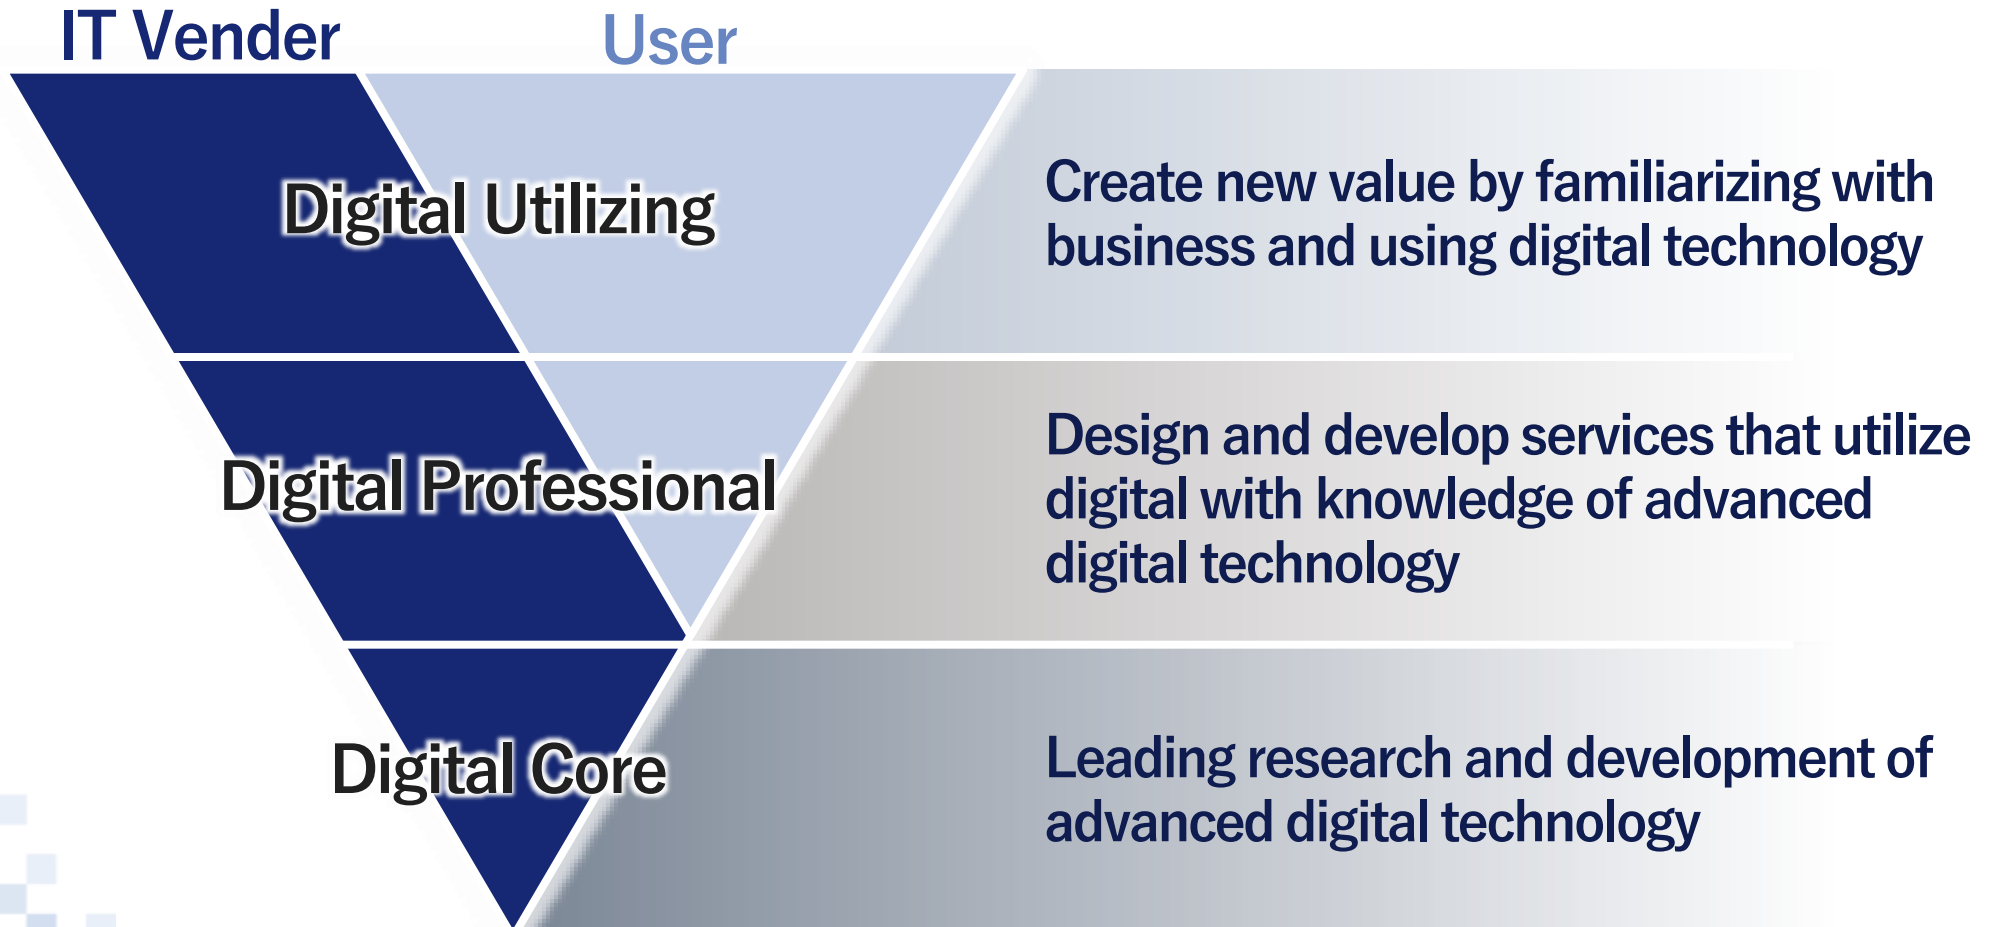 IT Vender
User
Digital Utilizing
Create new value by familiarizing with
business and using digital technology
Digital Professional
Design and develop services that utilize
digital with knowledge of advanced
digital technology
Digital Core
Leading research and development of
advanced digital technology